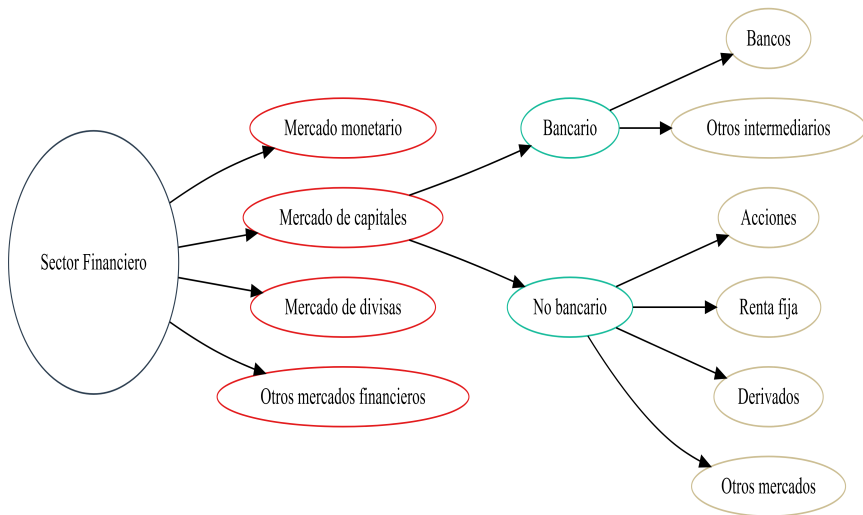 Sector Financiero
Mercado monetario
Mercado de capitales
Mercado de divisas
Otros mercados financieros
Bancario
No bancario
Bancos
Otros intermediarios
Acciones
Renta fija
Derivados
Otros mercados